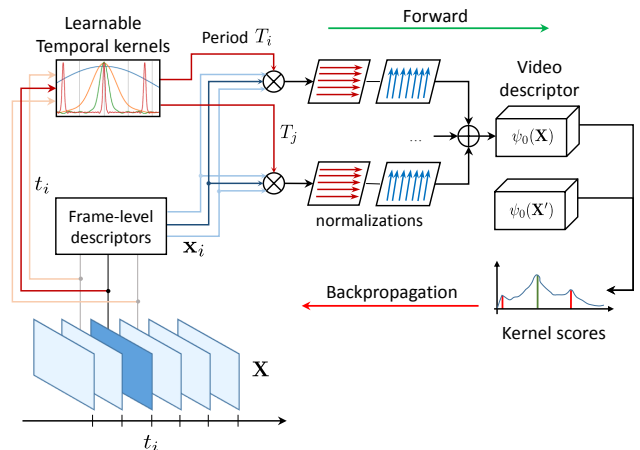 Learnable
Temporal kernels
Period T_i
Forward
Video
descriptor
T_j
...
ψ_0(X)
t_i
Frame-level
descriptors
x_i
normalizations
ψ_0(X′)
Backpropagation
Kernel scores
X
t_i